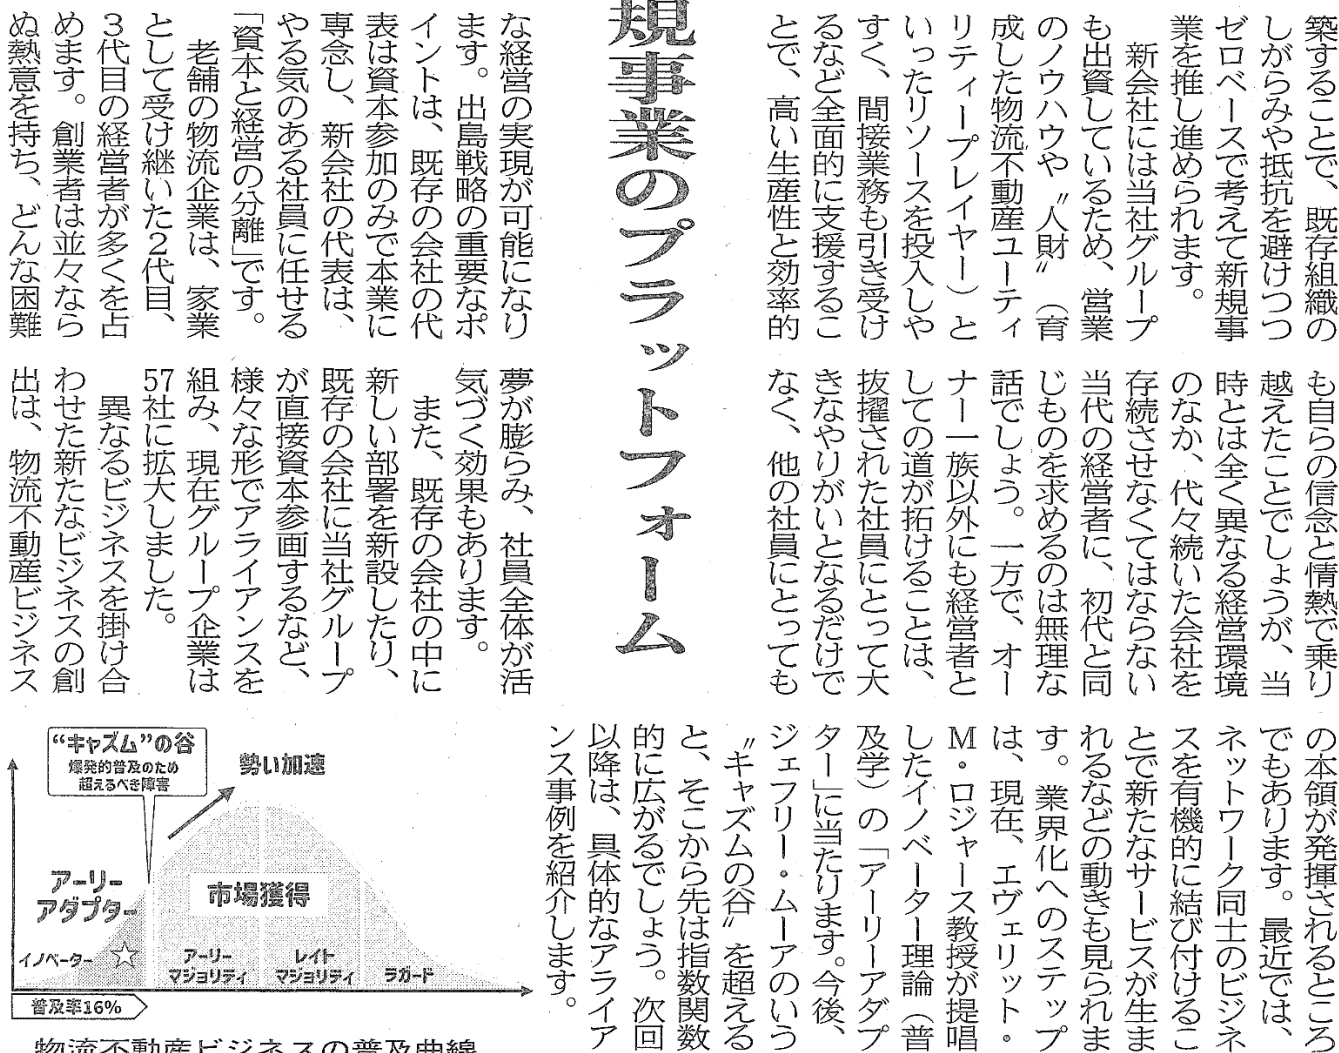 規事業のプラットフォーム
築することで、既存組織の
しがらみや抵抗を避けつつ
ゼロベースで考えて新規事
業を推し進められます。
新会社には当社グループ
も出資しているため、営業
のノウハウや〝人財〟（育
成した物流不動産ユーティ
リティープレイヤー）と
いったリソースを投入しや
すく、間接業務も引き受け
るなど全面的に支援するこ
とで、高い生産性と効率的
な経営の実現が可能になり
ます。出島戦略の重要なポ
イントは、既存の会社の代
表は資本参加のみで本業に
専念し、新会社の代表は、
やる気のある社員に任せる
「資本と経営の分離」です。
老舗の物流企業は、家業
として受け継いた2代目、
3代目の経営者が多くを占
めます。創業者は並々なら
ぬ熱意を持ち、どんな困難
も自らの信念と情熱で乗り
越えたことでしょうが、当
時とは全く異なる経営環境
のなか、代々続いた会社を
存続させなくてはならない
当代の経営者に、初代と同
じものを求めるのは無理な
話でしょう。一方で、オー
ナー一族以外にも経営者と
しての道が拓けることは、
抜擢された社員にとって大
きなやりがいとなるだけで
なく、他の社員にとっても
夢が膨らみ、社員全体が活
気づく効果もあります。
また、既存の会社の中に
新しい部署を新設したり、
既存の会社に当社グループ
が直接資本参画するなど、
様々な形でアライアンスを
組み、現在グループ企業は
57社に拡大しました。
異なるビジネスを掛け合
わせた新たなビジネスの創
出は、物流不動産ビジネス
の本領が発揮されるところ
でもあります。最近では、
ネットワーク同士のビジネ
スを有機的に結び付けるこ
とで新たなサービスが生ま
れるなどの動きも見られま
す。業界化へのステップ
は、現在、エヴェリット・
M・ロジャース教授が提唱
したイノベーター理論（普
及学）の「アーリーアダプ
ター」に当たります。今後、
ジェフリー・ムーアのいう
〝キャズムの谷〟を超える
と、そこから先は指数関数
的に広がるでしょう。次回
以降は、具体的なアライア
ンス事例を紹介します。
“キャズム”の谷
爆発的普及のため
超えるべき障害
勢い加速
アーリー
アダプター
市場獲得
イノベーター
アーリー
マジョリティ
レイト
マジョリティ
ラガード
普及率16%
物流不動産ビジネスの普及曲線